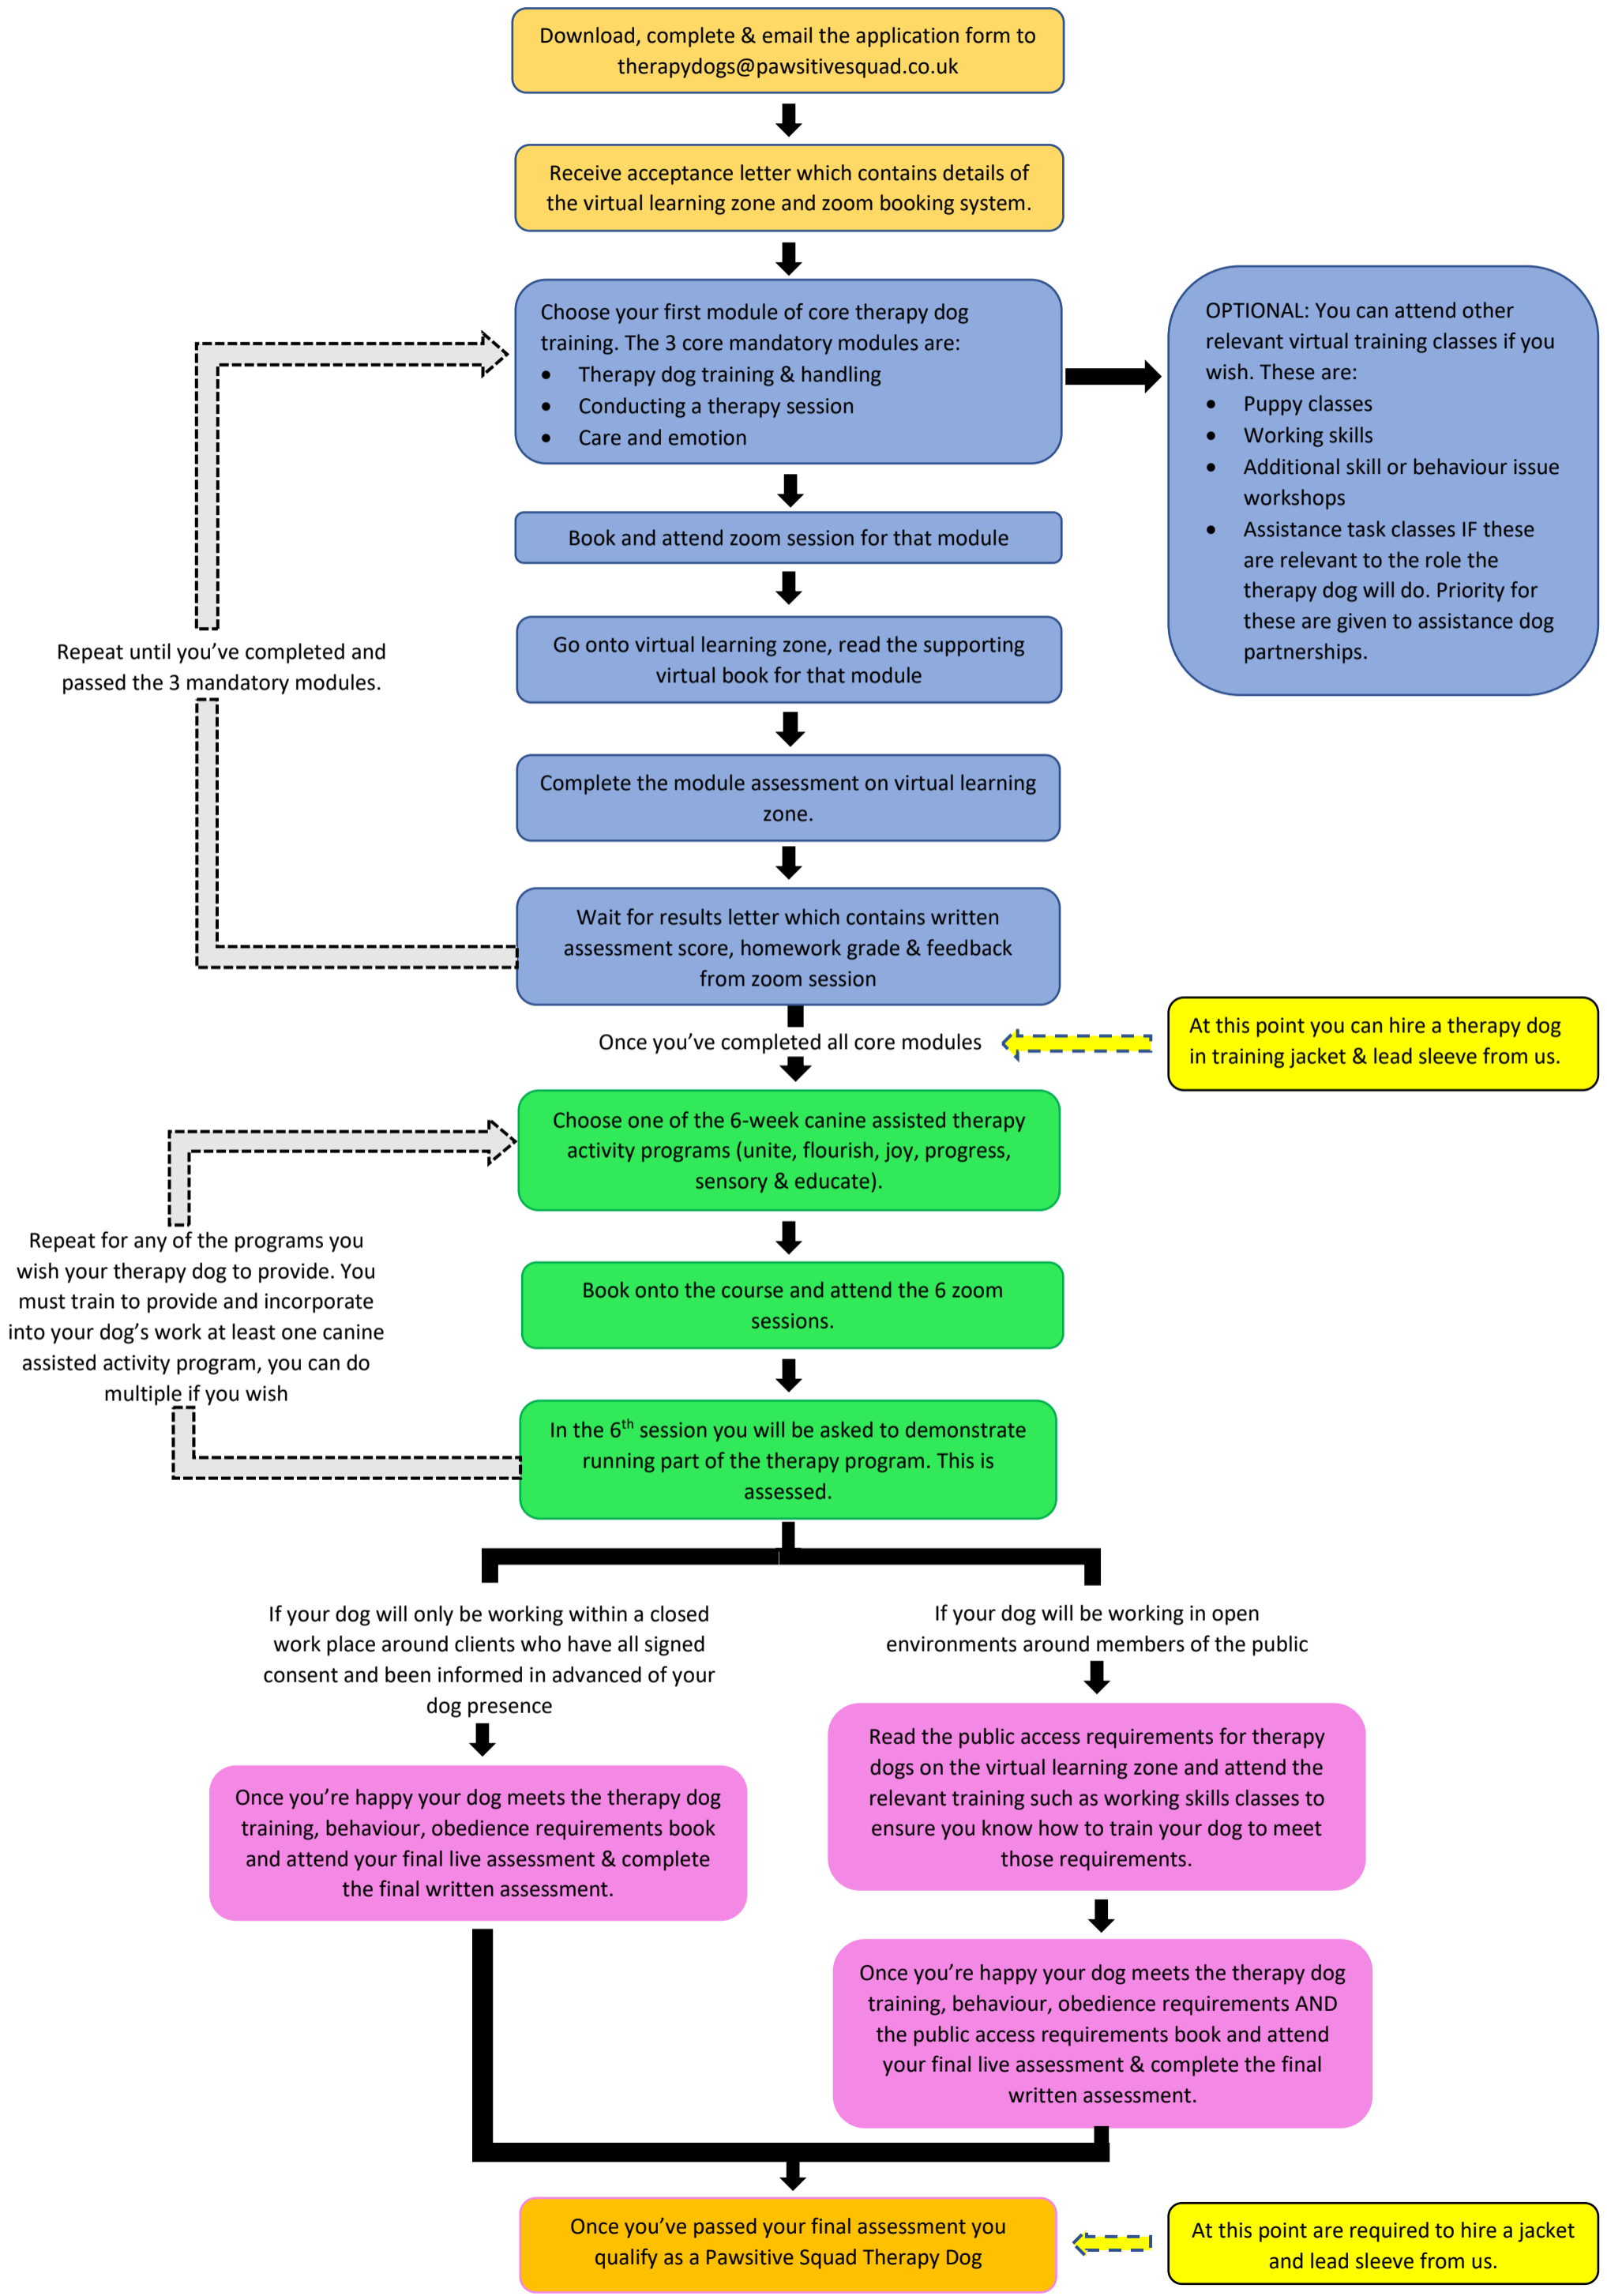 Download, complete & email the application form to
therapydogs@pawsitivesquad.co.uk
Receive acceptance letter which contains details of
the virtual learning zone and zoom booking system.
Choose your first module of core therapy dog
training. The 3 core mandatory modules are:
• Therapy dog training & handling
• Conducting a therapy session
• Care and emotion
OPTIONAL: You can attend other
relevant virtual training classes if you
wish. These are:
• Puppy classes
• Working skills
• Additional skill or behaviour issue
workshops
• Assistance task classes IF these
are relevant to the role the
therapy dog will do. Priority for
these are given to assistance dog
partnerships.
Book and attend zoom session for that module
Go onto virtual learning zone, read the supporting
virtual book for that module
Repeat until you've completed and
passed the 3 mandatory modules.
Complete the module assessment on virtual learning
zone.
Wait for results letter which contains written
assessment score, homework grade & feedback
from zoom session
Once you've completed all core modules
At this point you can hire a therapy dog
in training jacket & lead sleeve from us.
Choose one of the 6-week canine assisted therapy
activity programs (unite, flourish, joy, progress,
sensory & educate).
Repeat for any of the programs you
wish your therapy dog to provide. You
must train to provide and incorporate
into your dog's work at least one canine
assisted activity program, you can do
multiple if you wish
Book onto the course and attend the 6 zoom
sessions.
In the 6th session you will be asked to demonstrate
running part of the therapy program. This is
assessed.
If your dog will only be working within a closed
work place around clients who have all signed
consent and been informed in advanced of your
dog presence
If your dog will be working in open
environments around members of the public
Once you're happy your dog meets the therapy dog
training, behaviour, obedience requirements book
and attend your final live assessment & complete
the final written assessment.
Read the public access requirements for therapy
dogs on the virtual learning zone and attend the
relevant training such as working skills classes to
ensure you know how to train your dog to meet
those requirements.
Once you're happy your dog meets the therapy dog
training, behaviour, obedience requirements AND
the public access requirements book and attend
your final live assessment & complete the final
written assessment.
Once you've passed your final assessment you
qualify as a Pawsitive Squad Therapy Dog
At this point are required to hire a jacket
and lead sleeve from us.